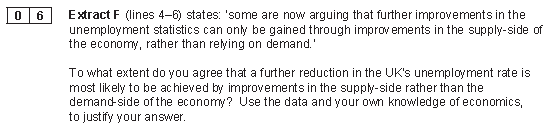 0 6 Extract F (lines 4–6) states: 'some are now arguing that further improvements in the
unemployment statistics can only be gained through improvements in the supply-side of
the economy, rather than relying on demand.'
To what extent do you agree that a further reduction in the UK's unemployment rate is
most likely to be achieved by improvements in the supply-side rather than the
demand-side of the economy? Use the data and your own knowledge of economics,
to justify your answer.